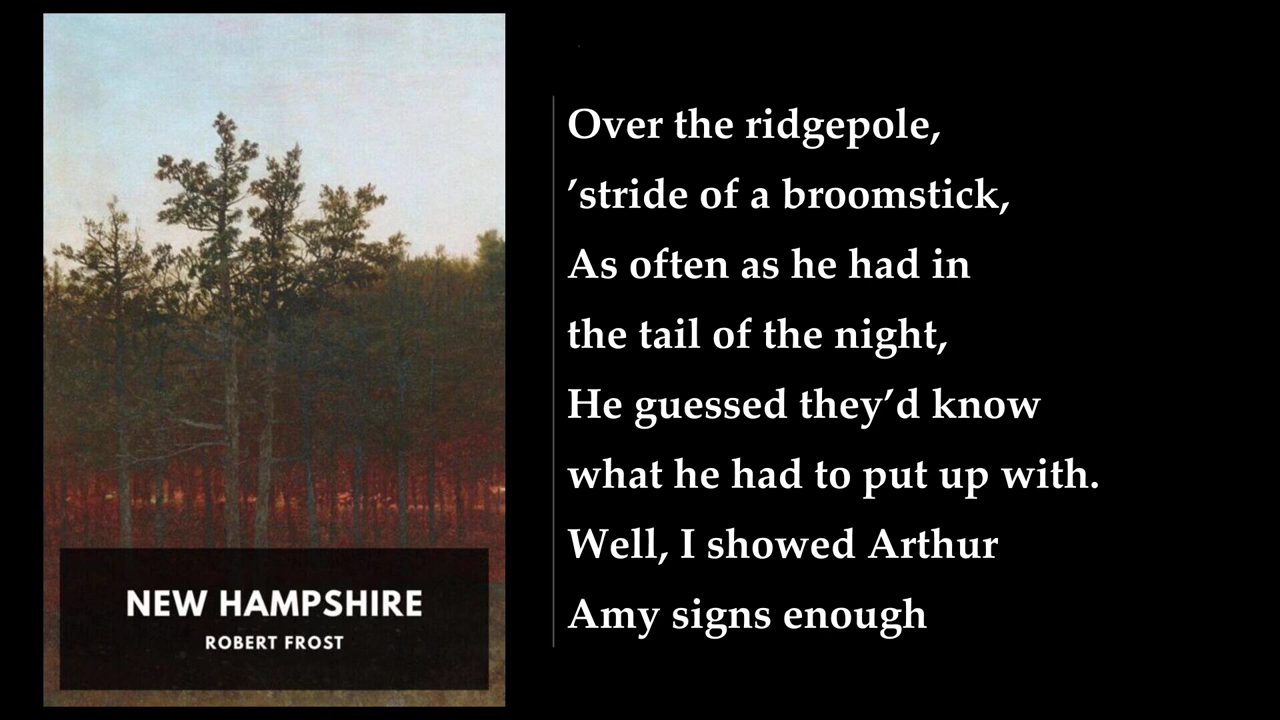 Over the ridgepole,
’stride of a broomstick,
As often as he had in
the tail of the night,
He guessed they’d know
what he had to put up with.
Well, I showed Arthur
Amy signs enough
NEW HAMPSHIRE
ROBERT FROST